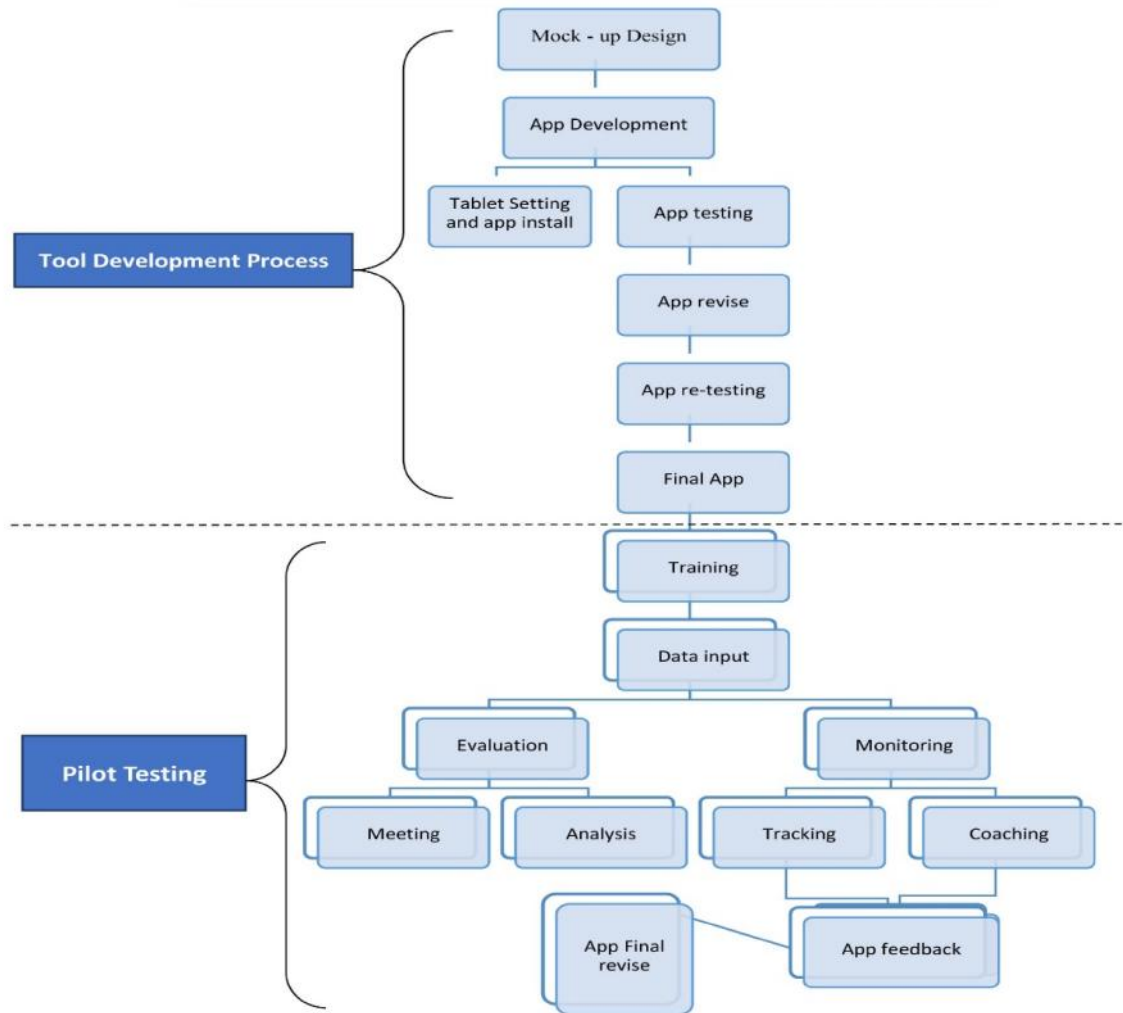 Mock - up Design
App Development
Tablet Setting
and app install
App testing
Tool Development Process
App revise
App re-testing
Final App
Training
Data input
Evaluation
Monitoring
Pilot Testing
Meeting
Analysis
Tracking
Coaching
App Final
revise
App feedback